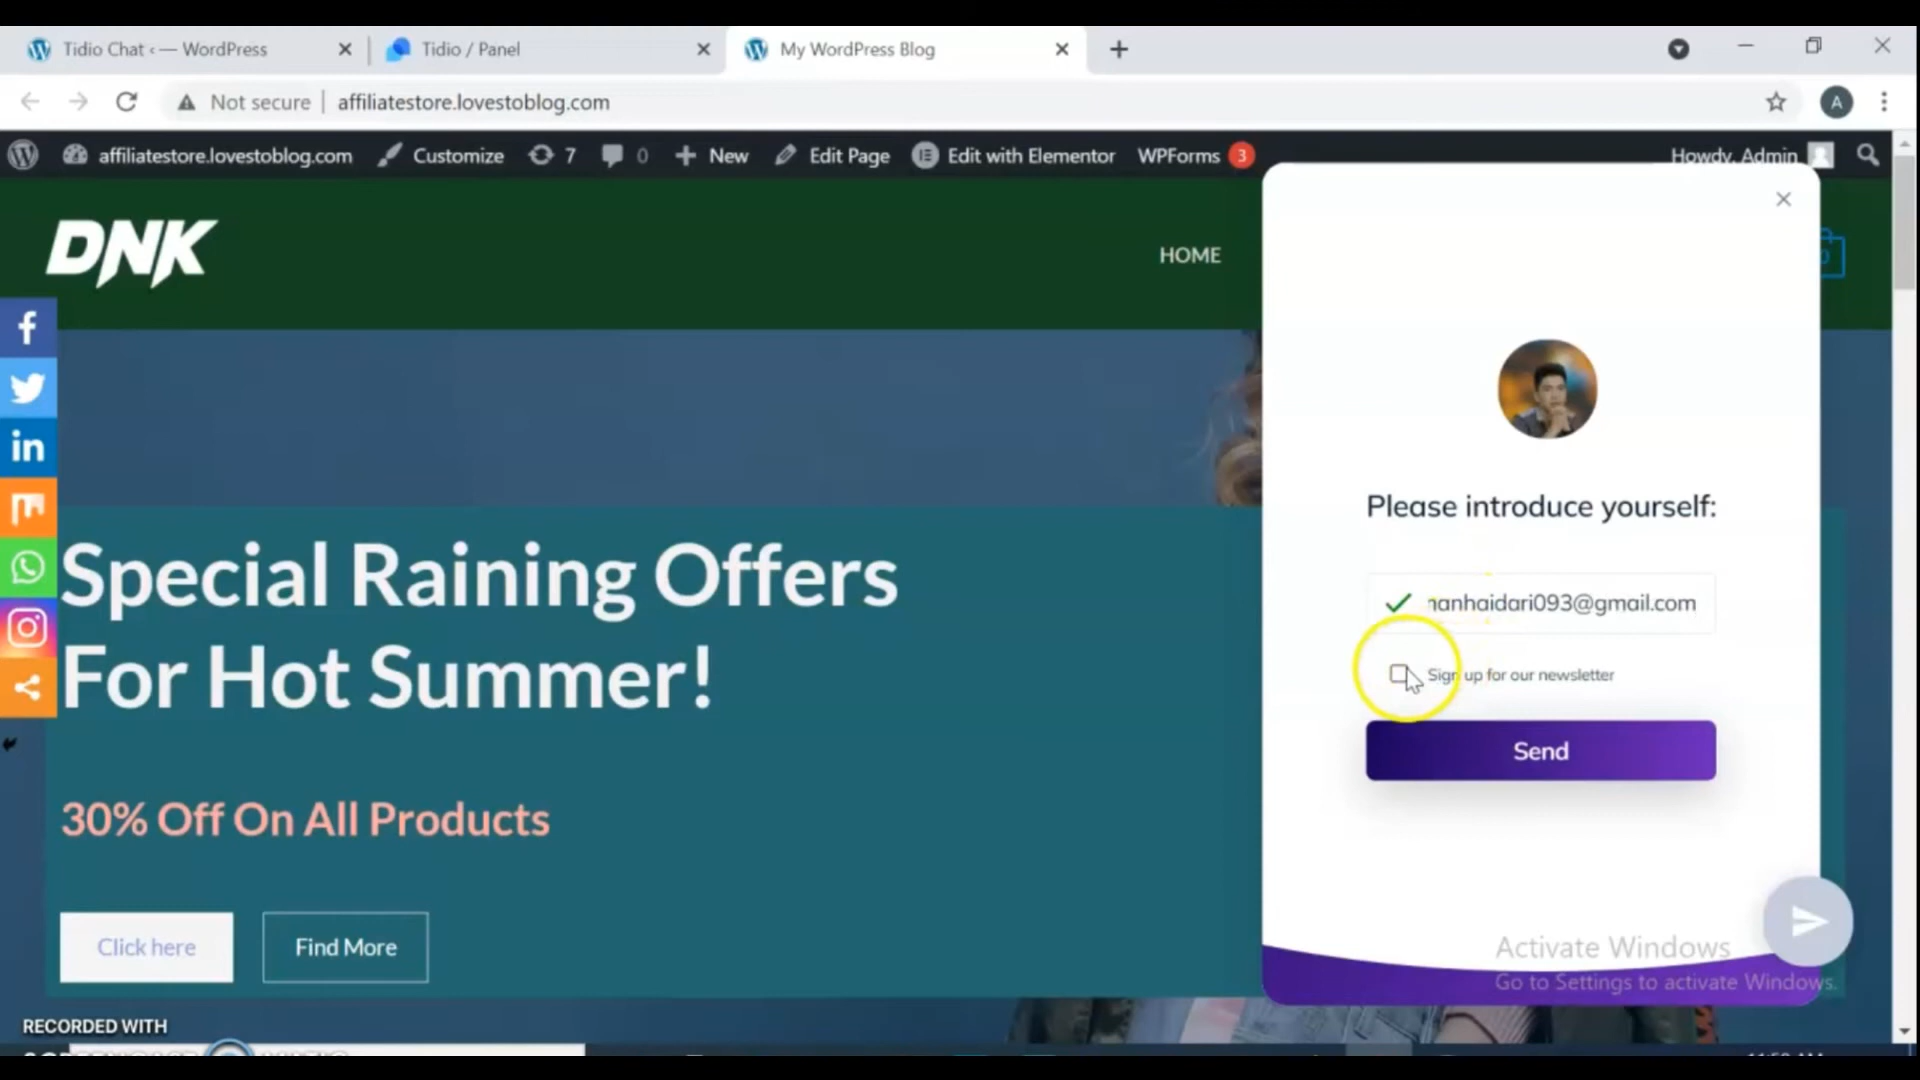 Tidio Chat ‹ — WordPress
Tidio / Panel
My WordPress Blog
Not secure
affiliatestore.lovestoblog.com
A
affiliatestore.lovestoblog.com
Customize
7
0
New
Edit Page
Edit with Elementor
WPForms
3
Howdy, Admin
DNK
HOME
0
Please introduce yourself:
nanhaidari093@gmail.com
Sign up for our newsletter
Send
Special Raining Offers
For Hot Summer!
30% Off On All Products
Click here
Find More
Activate Windows
Go to Settings to activate Windows.
RECORDED WITH